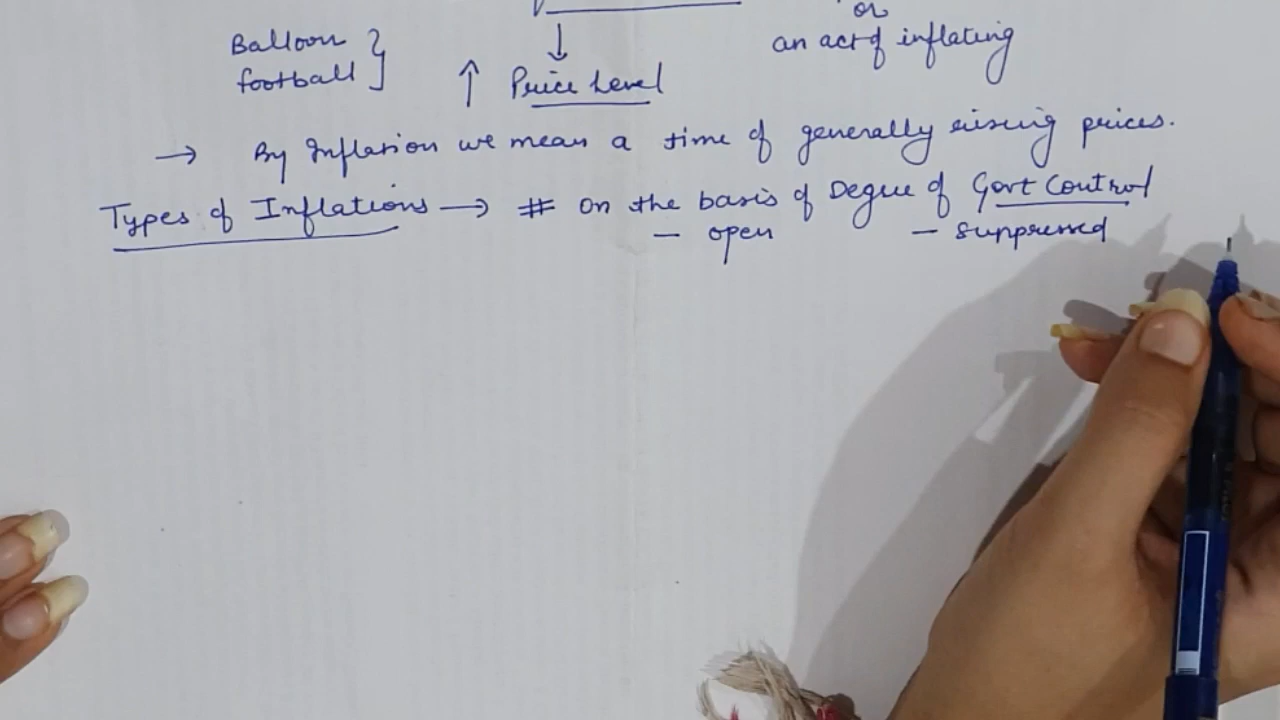 or
Balloon
football
an act of inflating
↓
↑ Price Level
→ By Inflation we mean a time of generally rising prices.
Types of Inflations → # On the basis of Degree of Govt Control
– open – suppressed